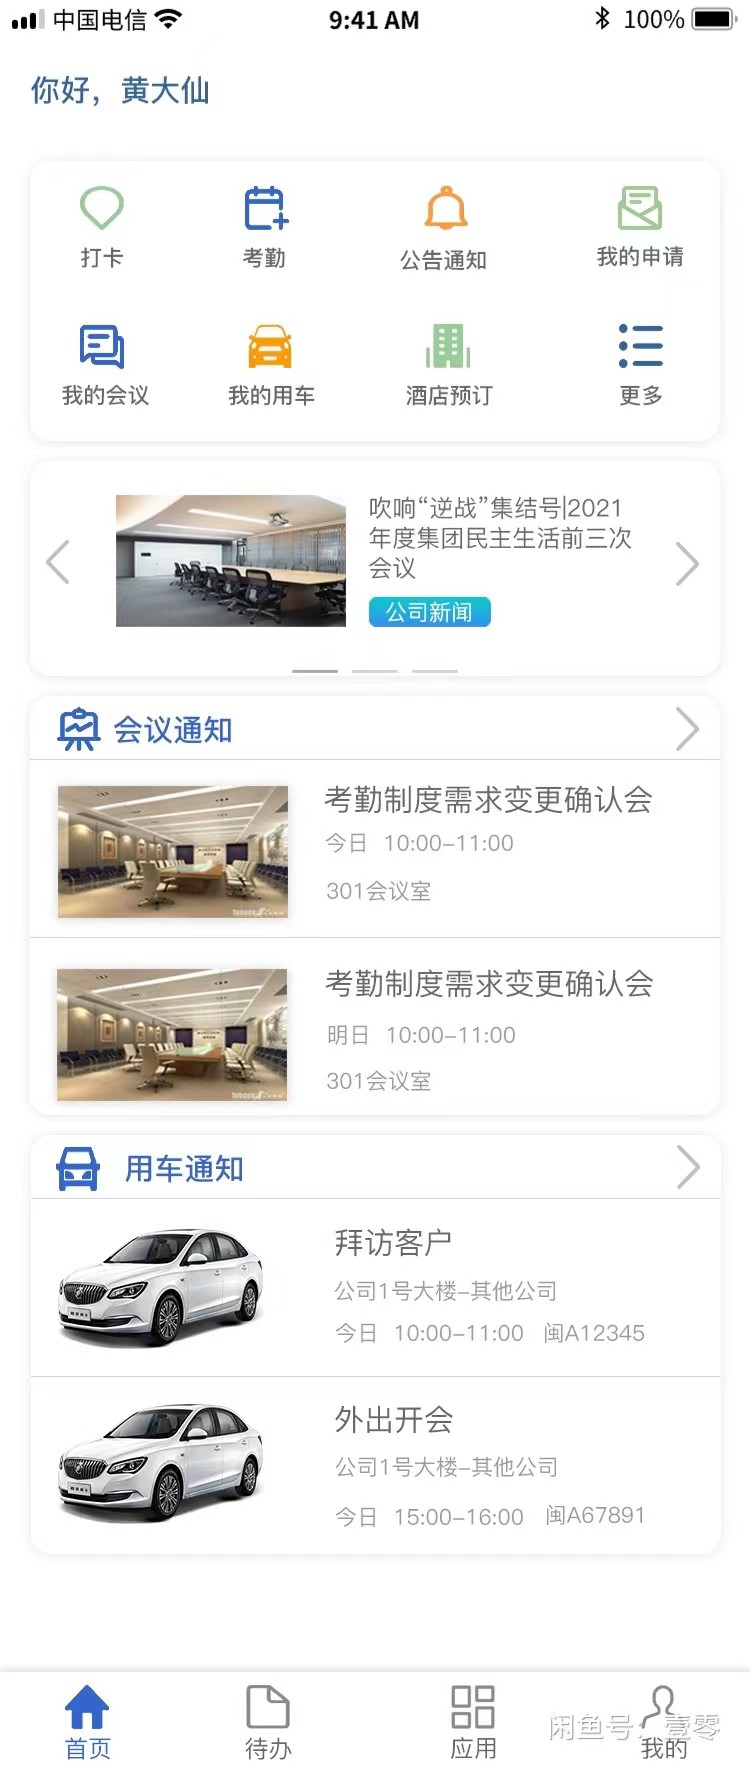 中国电信 9:41 AM 100%
你好，黄大仙
打卡 考勤 公告通知 我的申请
我的会议 我的用车 酒店预订 更多
吹响“逆战”集结号|2021
年度集团民主生活前三次
会议
公司新闻
会议通知
考勤制度需求变更确认会
今日 10:00-11:00
301会议室
考勤制度需求变更确认会
明日 10:00-11:00
301会议室
用车通知
拜访客户
公司1号大楼-其他公司
今日 10:00-11:00 闽A12345
外出开会
公司1号大楼-其他公司
今日 15:00-16:00 闽A67891
闲鱼号：壹零
首页 待办 应用 我的